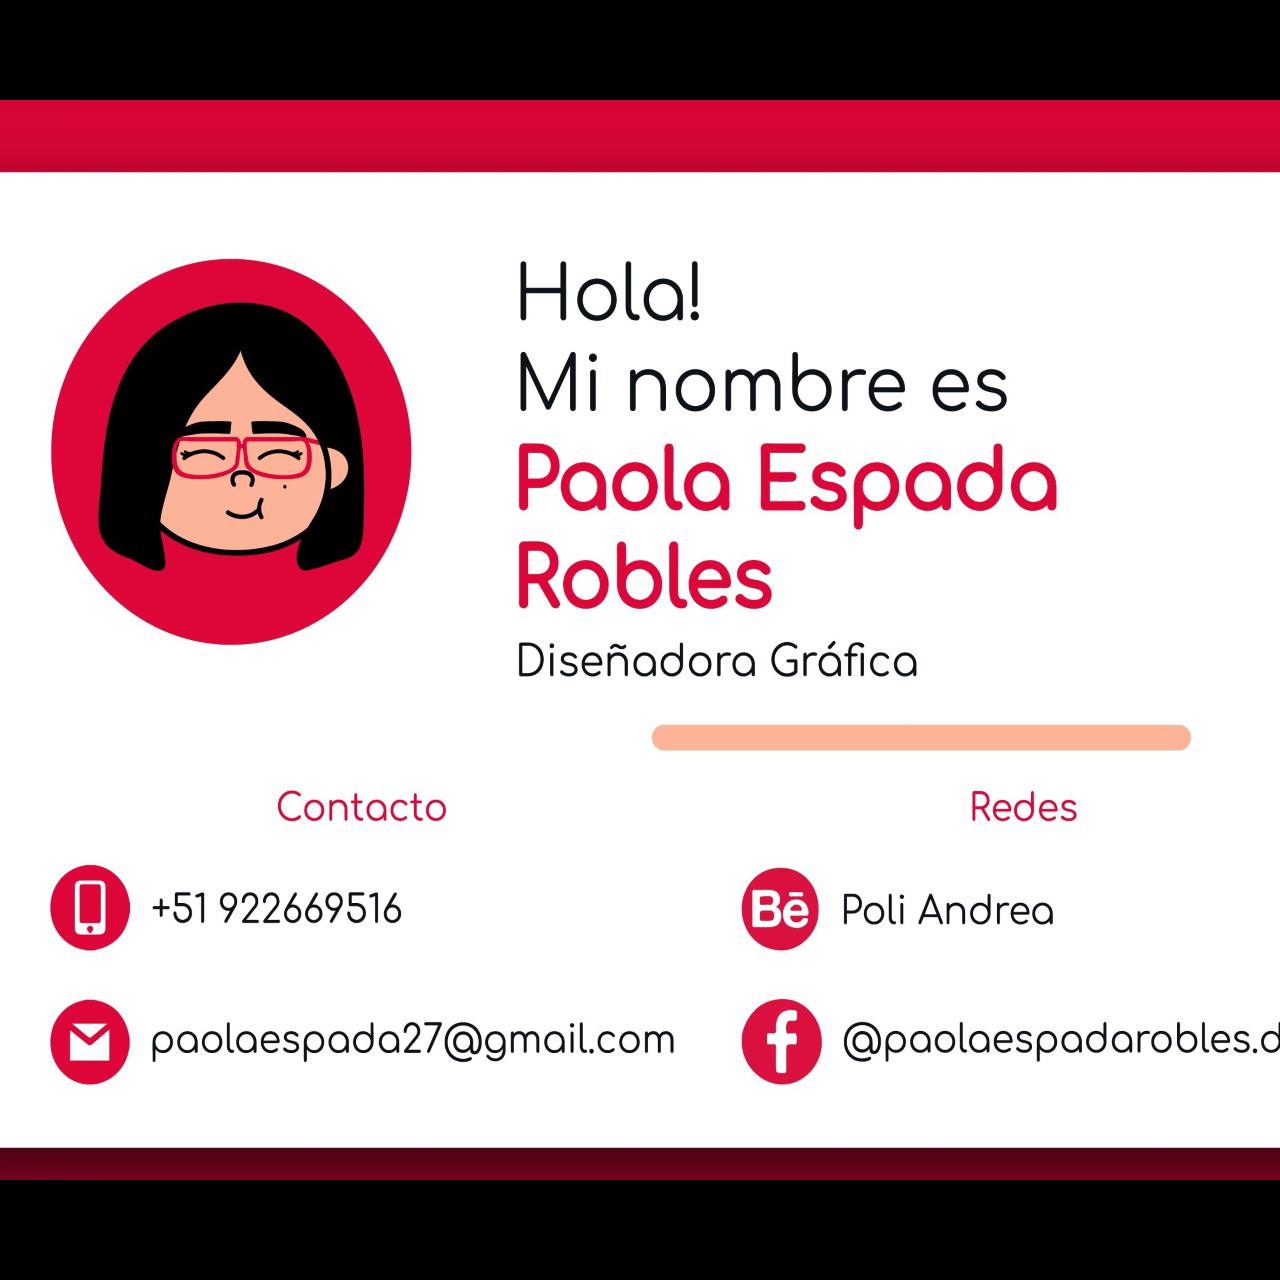 Hola!
Mi nombre es
Paola Espada
Robles
Diseñadora Gráfica
Contacto
Redes
+51 922669516
Bē Poli Andrea
paolaespada27@gmail.com
f @paolaespadarobles.d